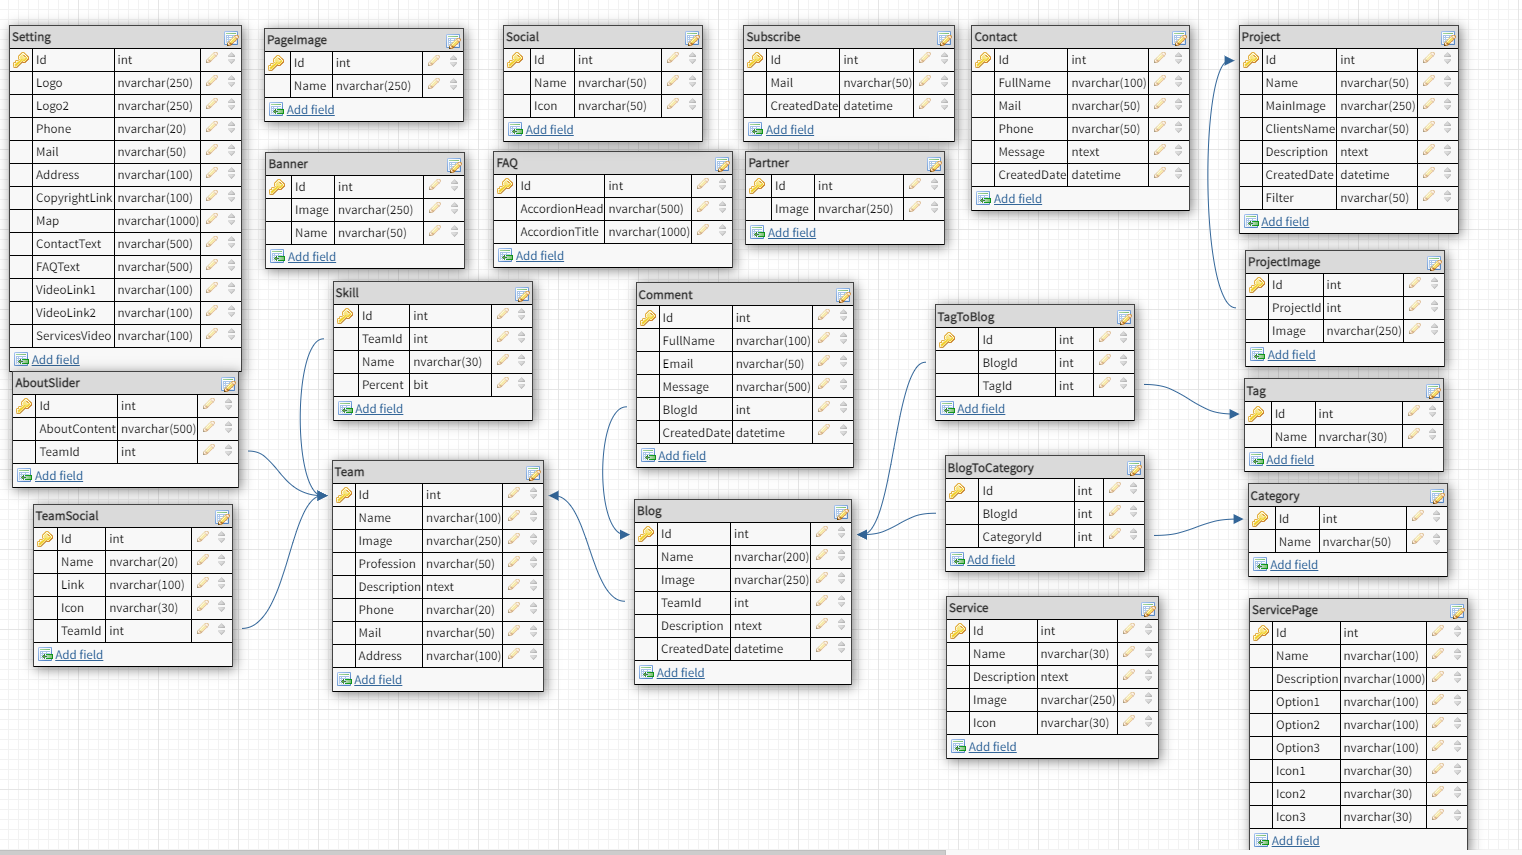 Setting
Id int
Logo nvarchar(250)
Logo2 nvarchar(250)
Phone nvarchar(20)
Mail nvarchar(50)
Address nvarchar(100)
CopyrightLink nvarchar(100)
Map nvarchar(1000)
ContactText nvarchar(500)
FAQText nvarchar(500)
VideoLink1 nvarchar(100)
VideoLink2 nvarchar(100)
ServicesVideo nvarchar(100)
Add field
PageImage
Id int
Name nvarchar(250)
Add field
Social
Id int
Name nvarchar(50)
Icon nvarchar(50)
Add field
Subscribe
Id int
Mail nvarchar(50)
CreatedDate datetime
Add field
Contact
Id int
FullName nvarchar(100)
Mail nvarchar(50)
Phone nvarchar(50)
Message ntext
CreatedDate datetime
Add field
Project
Id int
Name nvarchar(50)
MainImage nvarchar(250)
ClientsName nvarchar(50)
Description ntext
CreatedDate datetime
Filter nvarchar(50)
Add field
Banner
Id int
Image nvarchar(250)
Name nvarchar(50)
Add field
FAQ
Id int
AccordionHead nvarchar(500)
AccordionTitle nvarchar(1000)
Add field
Partner
Id int
Image nvarchar(250)
Add field
ProjectImage
Id int
ProjectId int
Image nvarchar(250)
Add field
Skill
Id int
TeamId int
Name nvarchar(30)
Percent bit
Add field
Comment
Id int
FullName nvarchar(100)
Email nvarchar(50)
Message nvarchar(500)
BlogId int
CreatedDate datetime
Add field
TagToBlog
Id int
BlogId int
TagId int
Add field
Tag
Id int
Name nvarchar(30)
Add field
AboutSlider
Id int
AboutContent nvarchar(500)
TeamId int
Add field
Team
Id int
Name nvarchar(100)
Image nvarchar(250)
Profession nvarchar(50)
Description ntext
Phone nvarchar(20)
Mail nvarchar(50)
Address nvarchar(100)
Add field
BlogToCategory
Id int
BlogId int
CategoryId int
Add field
Category
Id int
Name nvarchar(50)
Add field
TeamSocial
Id int
Name nvarchar(20)
Link nvarchar(100)
Icon nvarchar(30)
TeamId int
Add field
Blog
Id int
Name nvarchar(200)
Image nvarchar(250)
TeamId int
Description ntext
CreatedDate datetime
Add field
Service
Id int
Name nvarchar(30)
Description ntext
Image nvarchar(250)
Icon nvarchar(30)
Add field
ServicePage
Id int
Name nvarchar(100)
Description nvarchar(1000)
Option1 nvarchar(100)
Option2 nvarchar(100)
Option3 nvarchar(100)
Icon1 nvarchar(30)
Icon2 nvarchar(30)
Icon3 nvarchar(30)
Add field